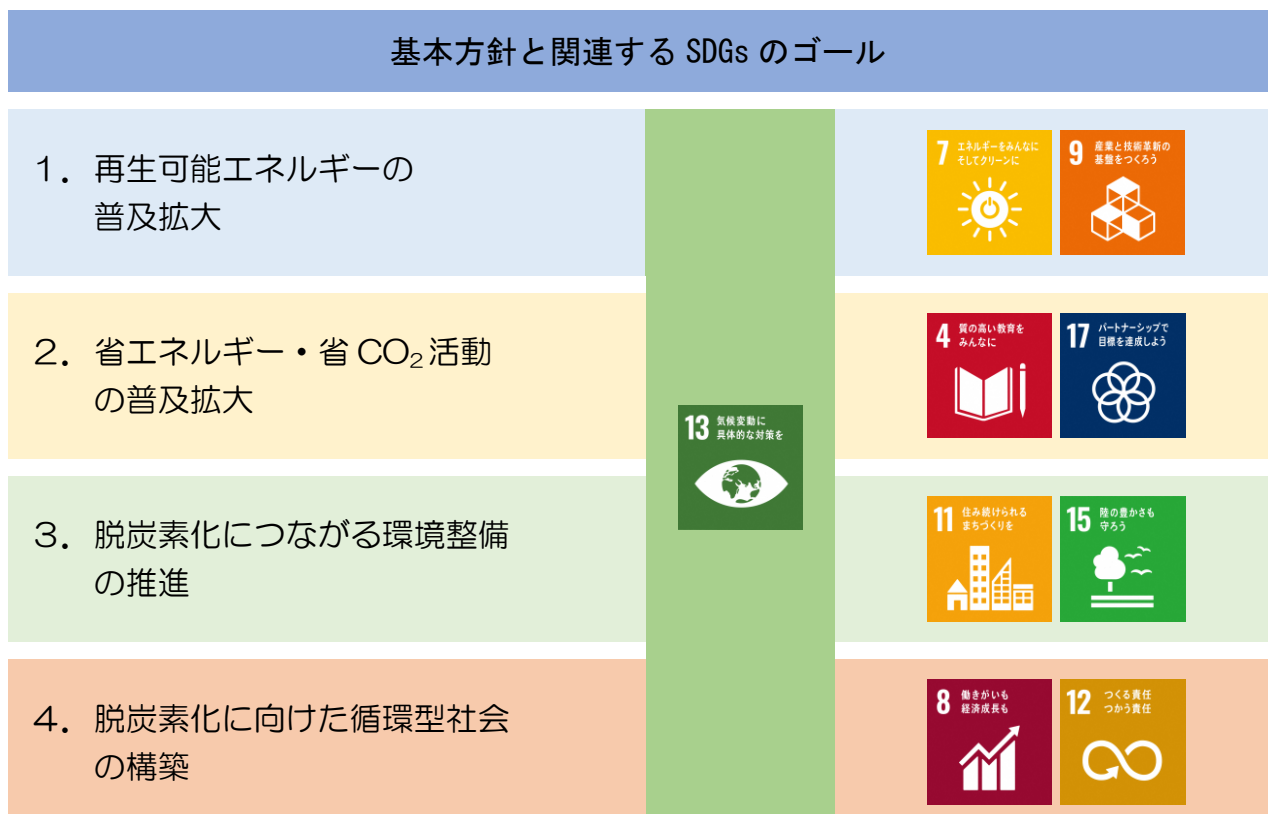 基本方針と関連する SDGs のゴール
1．再生可能エネルギーの
普及拡大
7 エネルギーをみんなに
そしてクリーンに
9 産業と技術革新の
基盤をつくろう
2．省エネルギー・省 CO₂ 活動
の普及拡大
4 質の高い教育を
みんなに
17 パートナーシップで
目標を達成しよう
13 気候変動に
具体的な対策を
3．脱炭素化につながる環境整備
の推進
11 住み続けられる
まちづくりを
15 陸の豊かさも
守ろう
4．脱炭素化に向けた循環型社会
の構築
8 働きがいも
経済成長も
12 つくる責任
つかう責任